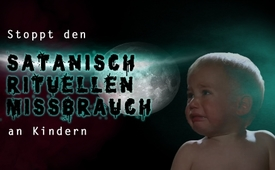 Stoppt den
SATANISCH
RITUELLEN
MISSBRAUCH
an Kindern